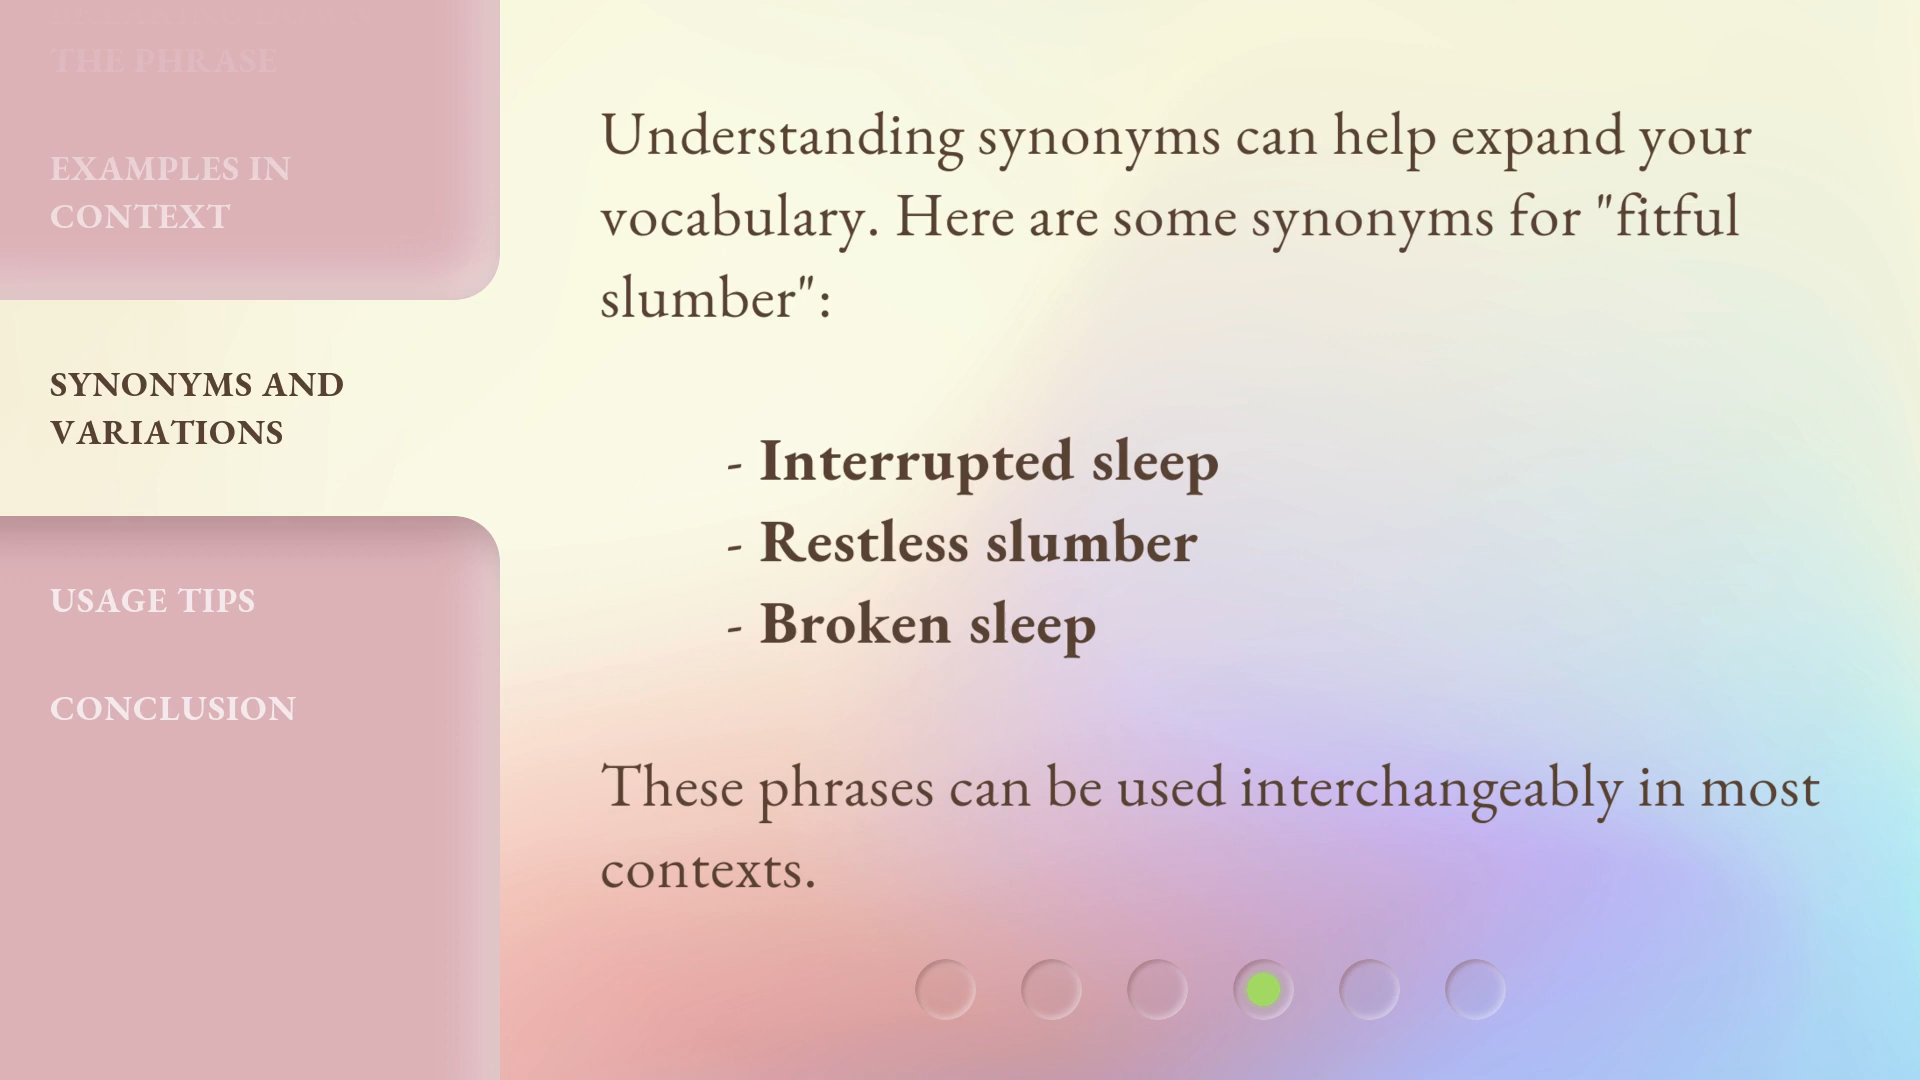 THE PHRASE
EXAMPLES IN
CONTEXT
SYNONYMS AND
VARIATIONS
USAGE TIPS
CONCLUSION
Understanding synonyms can help expand your
vocabulary. Here are some synonyms for "fitful
slumber":
- Interrupted sleep
- Restless slumber
- Broken sleep
These phrases can be used interchangeably in most
contexts.